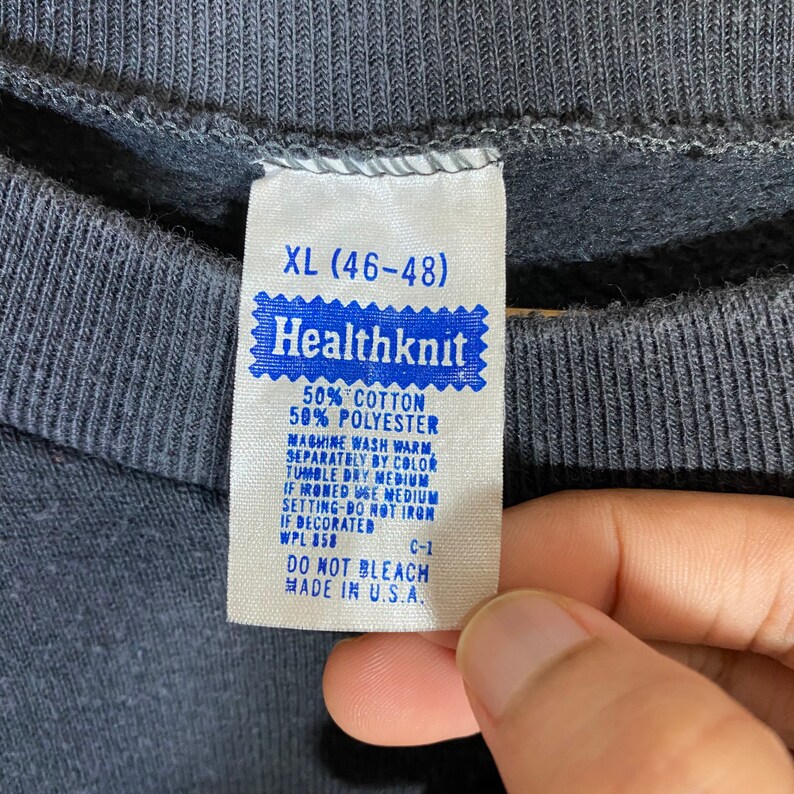 XL (46-48)
Healthknit
50% COTTON
50% POLYESTER
MACHINE WASH WARM,
SEPARATELY BY COLOR
TUMBLE DRY MEDIUM
IF IRONED USE MEDIUM
SETTING-DO NOT IRON
IF DECORATED
WPL 858 C-1
DO NOT BLEACH
MADE IN U.S.A.